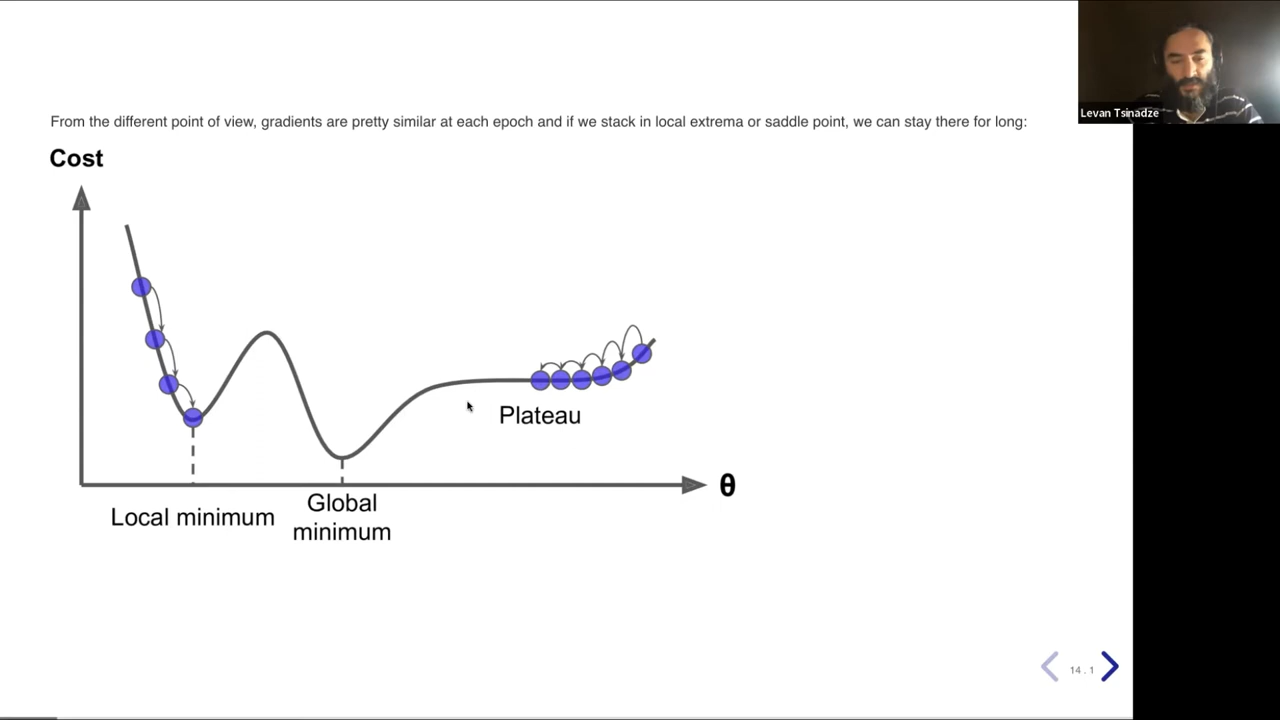 From the different point of view, gradients are pretty similar at each epoch and if we stack in local extrema or saddle point, we can stay there for long:
Levan Tsinadze
Cost
Plateau
θ
Local minimum
Global
minimum
14 . 1